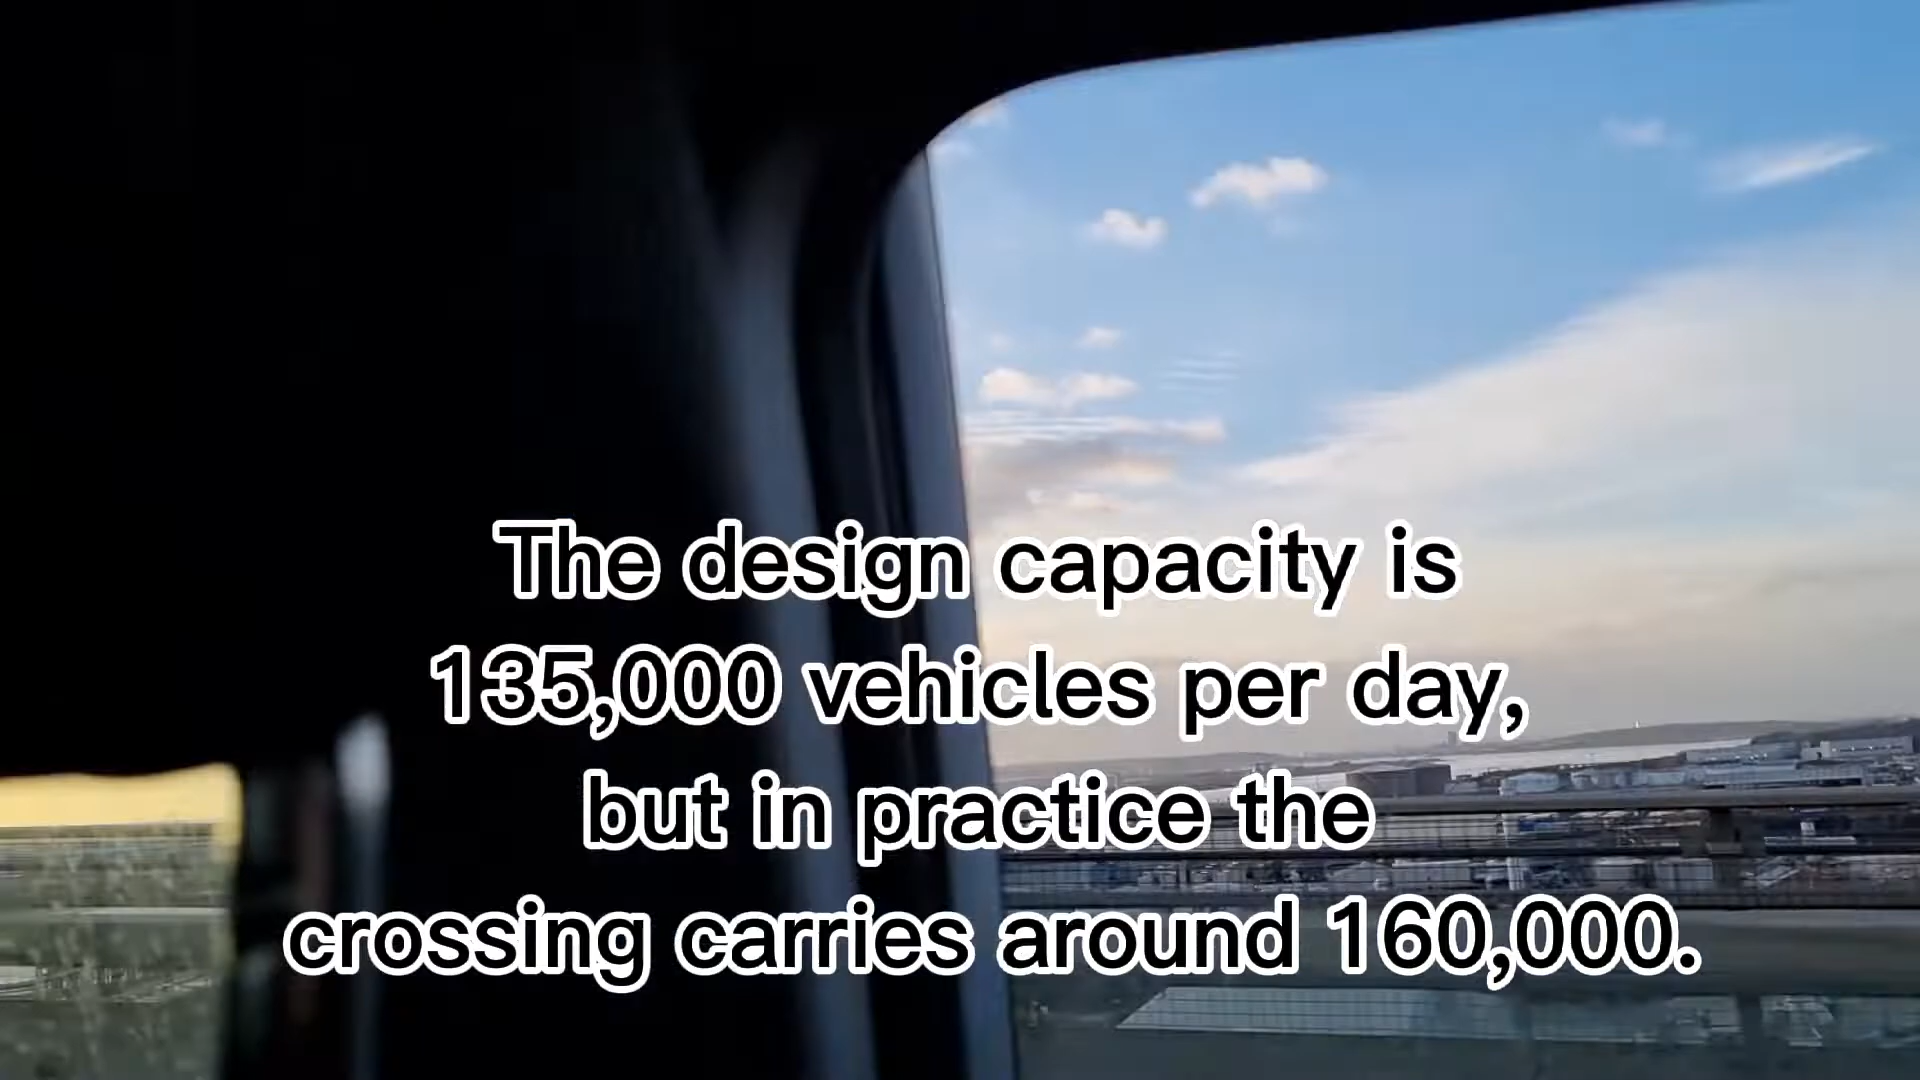 The design capacity is
135,000 vehicles per day,
but in practice the
crossing carries around 160,000.